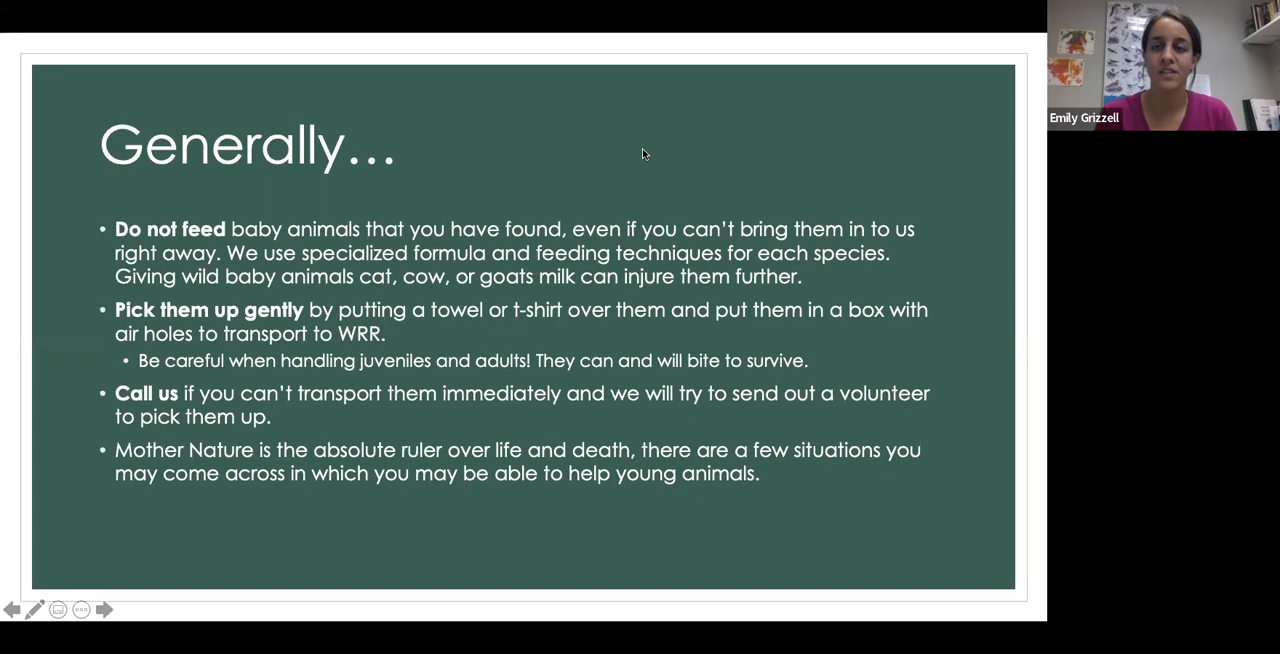 Generally...
• Do not feed baby animals that you have found, even if you can't bring them in to us
right away. We use specialized formula and feeding techniques for each species.
Giving wild baby animals cat, cow, or goats milk can injure them further.
• Pick them up gently by putting a towel or t-shirt over them and put them in a box with
air holes to transport to WRR.
• Be careful when handling juveniles and adults! They can and will bite to survive.
• Call us if you can't transport them immediately and we will try to send out a volunteer
to pick them up.
• Mother Nature is the absolute ruler over life and death, there are a few situations you
may come across in which you may be able to help young animals.
Emily Grizzell